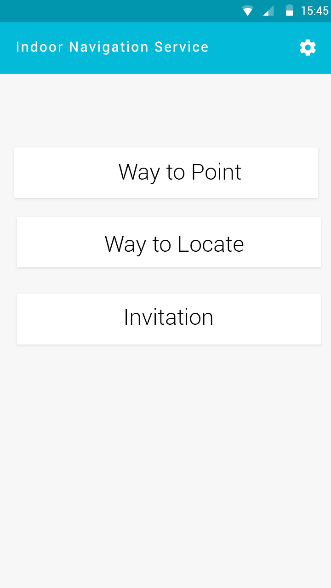 15:45
Indoor Navigation Service
Way to Point
Way to Locate
Invitation